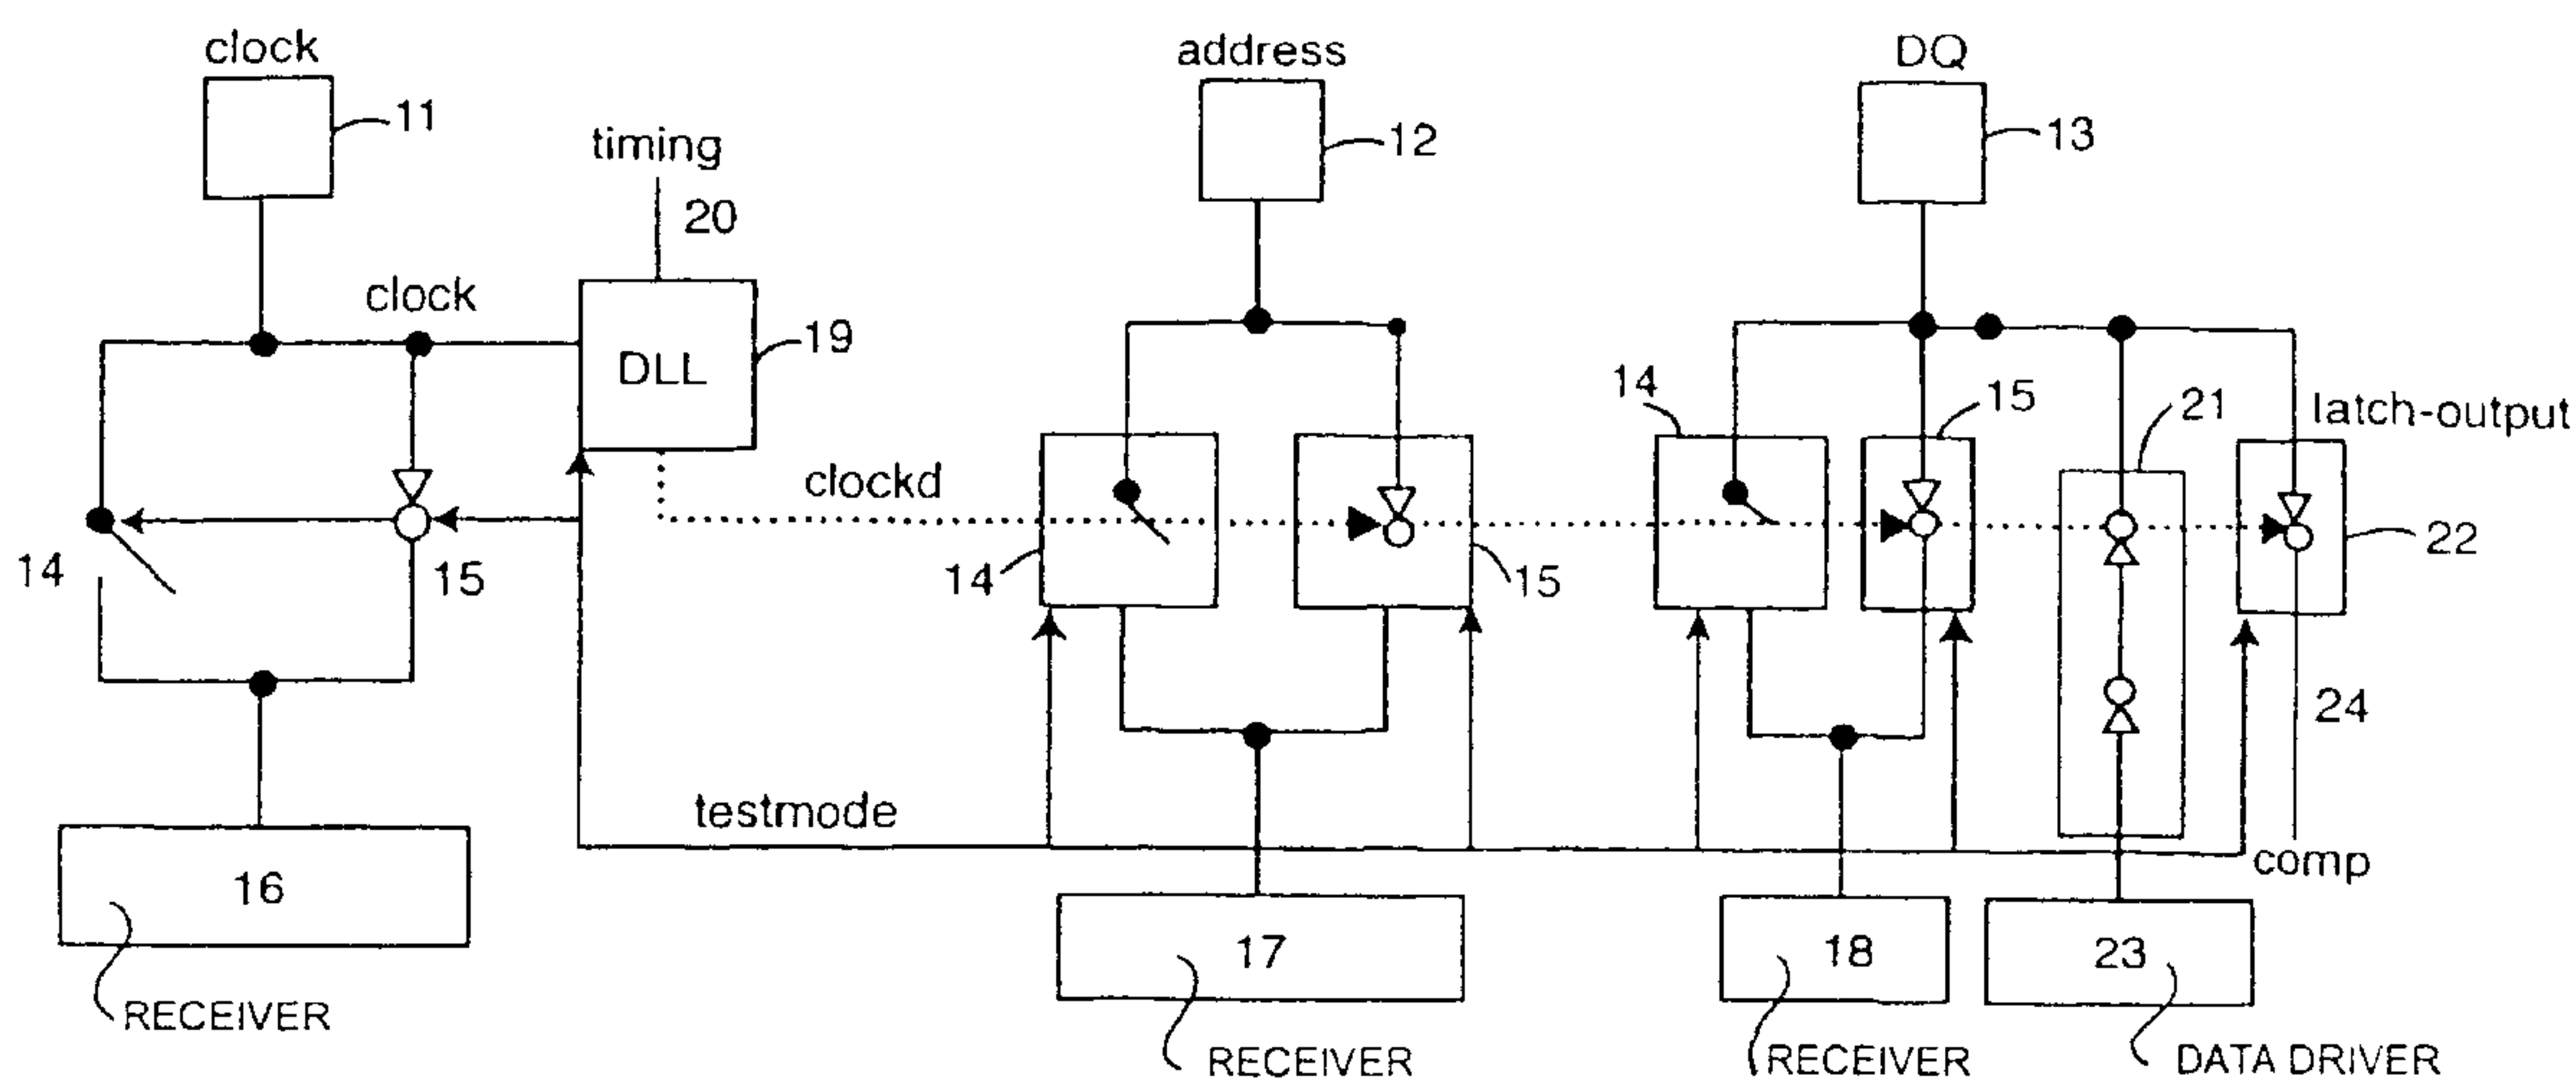 clock
11
address
12
DQ
13
timing
20
clock
DLL
19
14
15
21
latch-output
clockd
14
15
14
15
22
24
testmode
comp
16
17
18
23
RECEIVER
RECEIVER
RECEIVER
DATA DRIVER